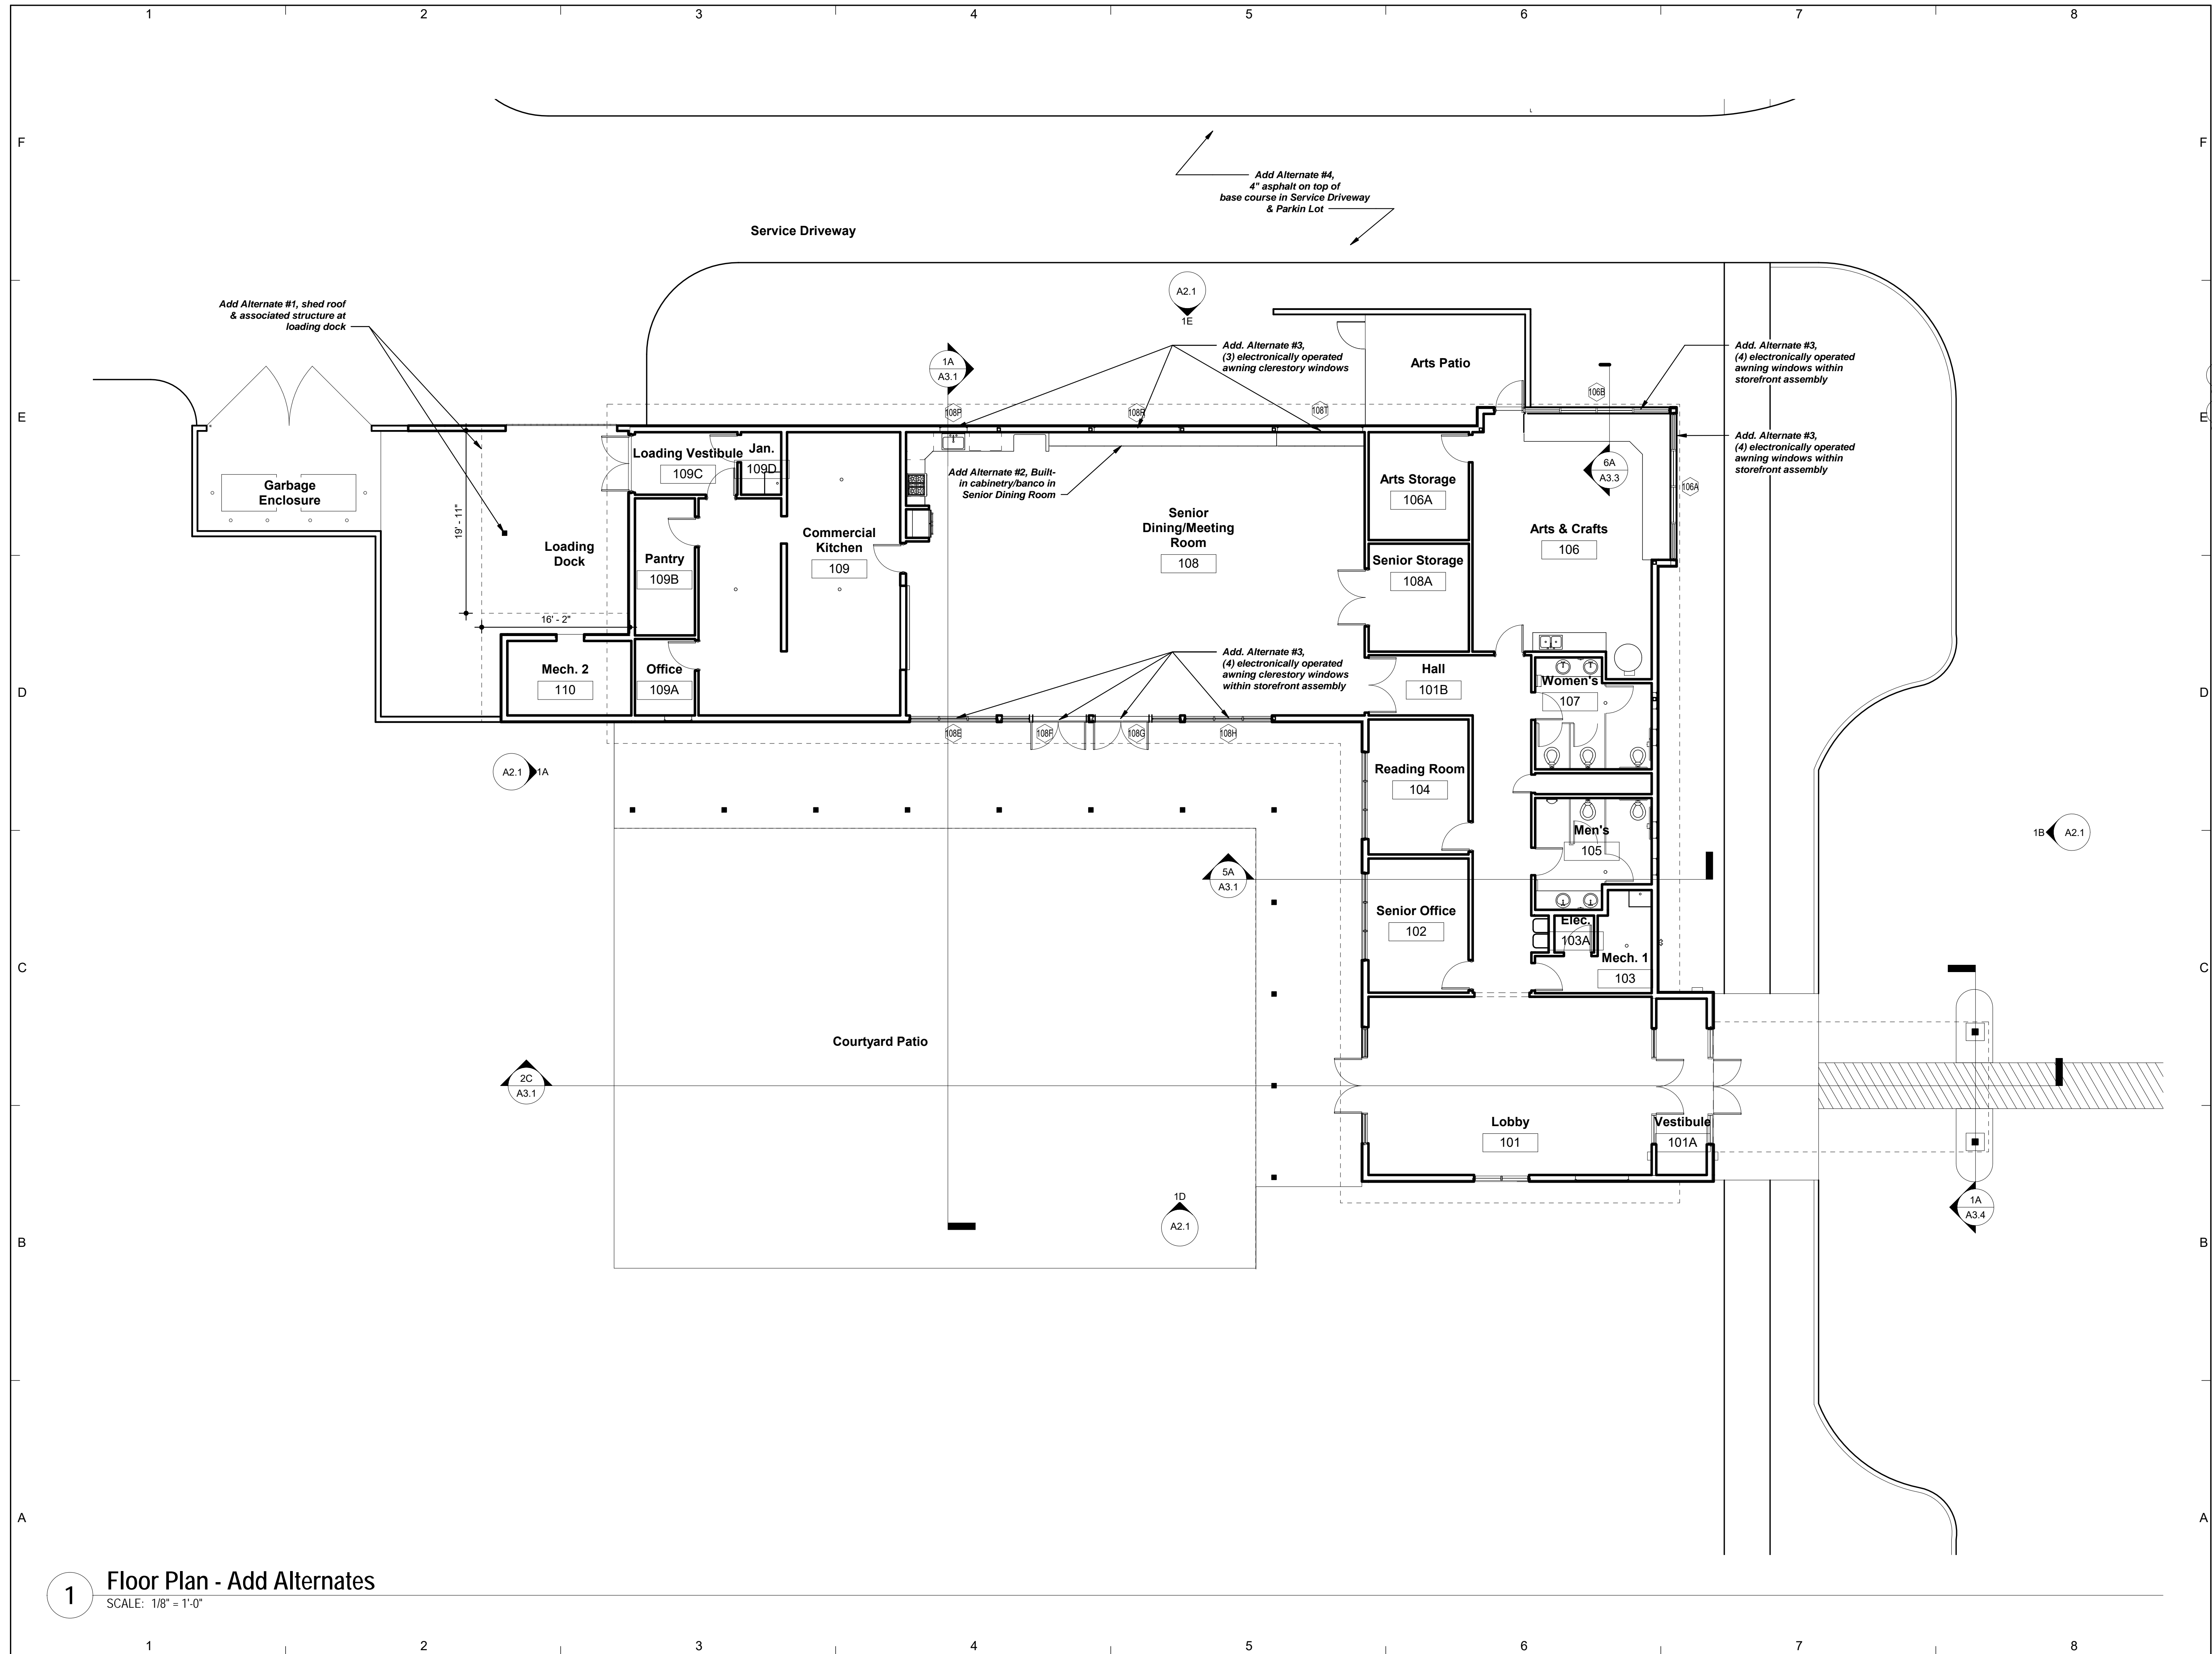 1 2 3 4 5 6 7 8
F F
Add Alternate #4,
4" asphalt on top of
base course in Service Driveway
& Parkin Lot
Service Driveway
A2.1
1E
Add Alternate #1, shed roof
& associated structure at
loading dock
1A
A3.1
Add. Alternate #3,
(3) electronically operated
awning clerestory windows
Arts Patio
Add. Alternate #3,
(4) electronically operated
awning windows within
storefront assembly
E E
108P
108R
108T
106B
Add. Alternate #3,
(4) electronically operated
awning windows within
storefront assembly
Loading Vestibule
109C
Jan.
109D
Add Alternate #2, Built-
in cabinetry/banco in
Senior Dining Room
6A
A3.3
106A
Garbage
Enclosure
Arts Storage
106A
19' - 11"
Loading
Dock
Commercial
Kitchen
109
Senior
Dining/Meeting
Room
108
Arts & Crafts
106
Pantry
109B
Senior Storage
108A
16' - 2"
Mech. 2
110
Office
109A
Add. Alternate #3,
(4) electronically operated
awning clerestory windows
within storefront assembly
Hall
101B
Women's
107
D D
108E
108F
108G
108H
A2.1
1A
Reading Room
104
Men's
105
1B
A2.1
5A
A3.1
Senior Office
102
Elec.
103A
Mech. 1
103
C C
Courtyard Patio
2C
A3.1
Lobby
101
Vestibule
101A
1D
A2.1
1A
A3.4
B B
A A
1
Floor Plan - Add Alternates
SCALE: 1/8" = 1'-0"
1 2 3 4 5 6 7 8